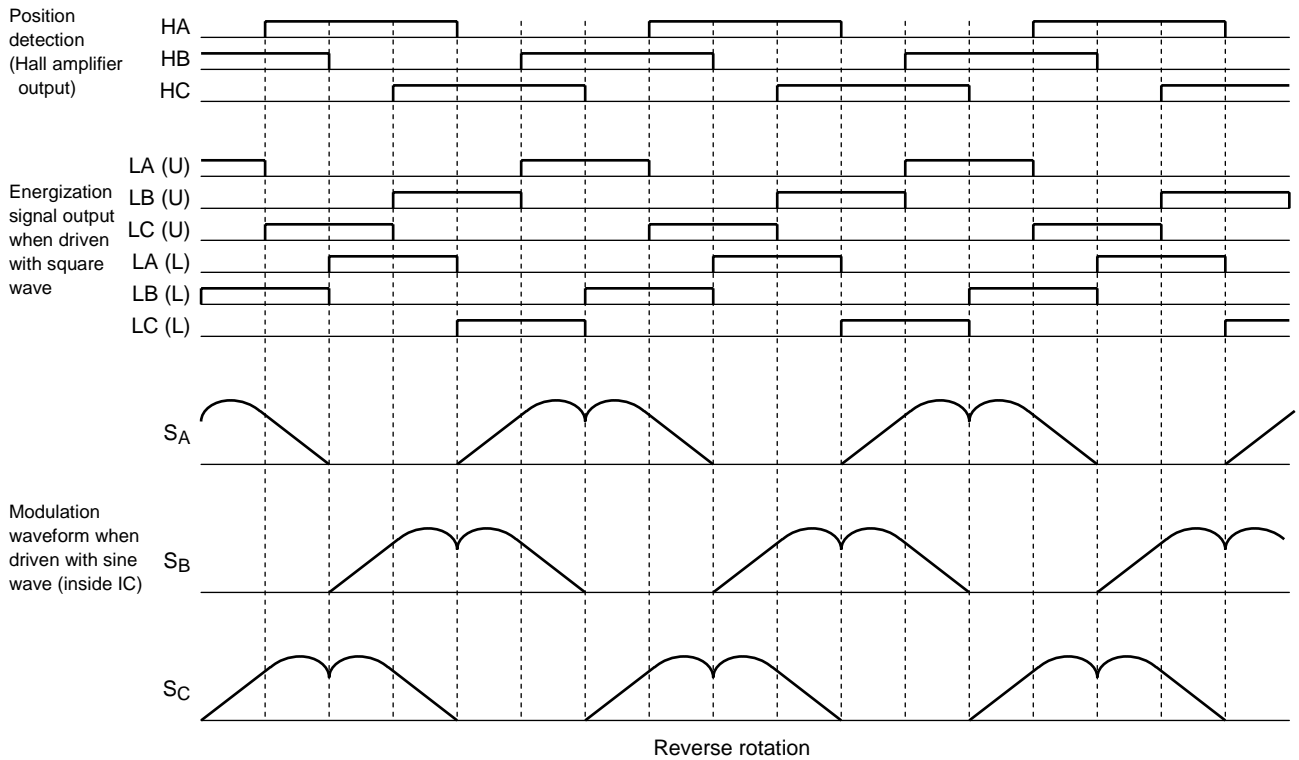 Position
detection
(Hall amplifier
output)
HA
HB
HC
Energization
signal output
when driven
with square
wave
LA (U)
LB (U)
LC (U)
LA (L)
LB (L)
LC (L)
SA
Modulation
waveform when
driven with sine
wave (inside IC)
SB
SC
Reverse rotation